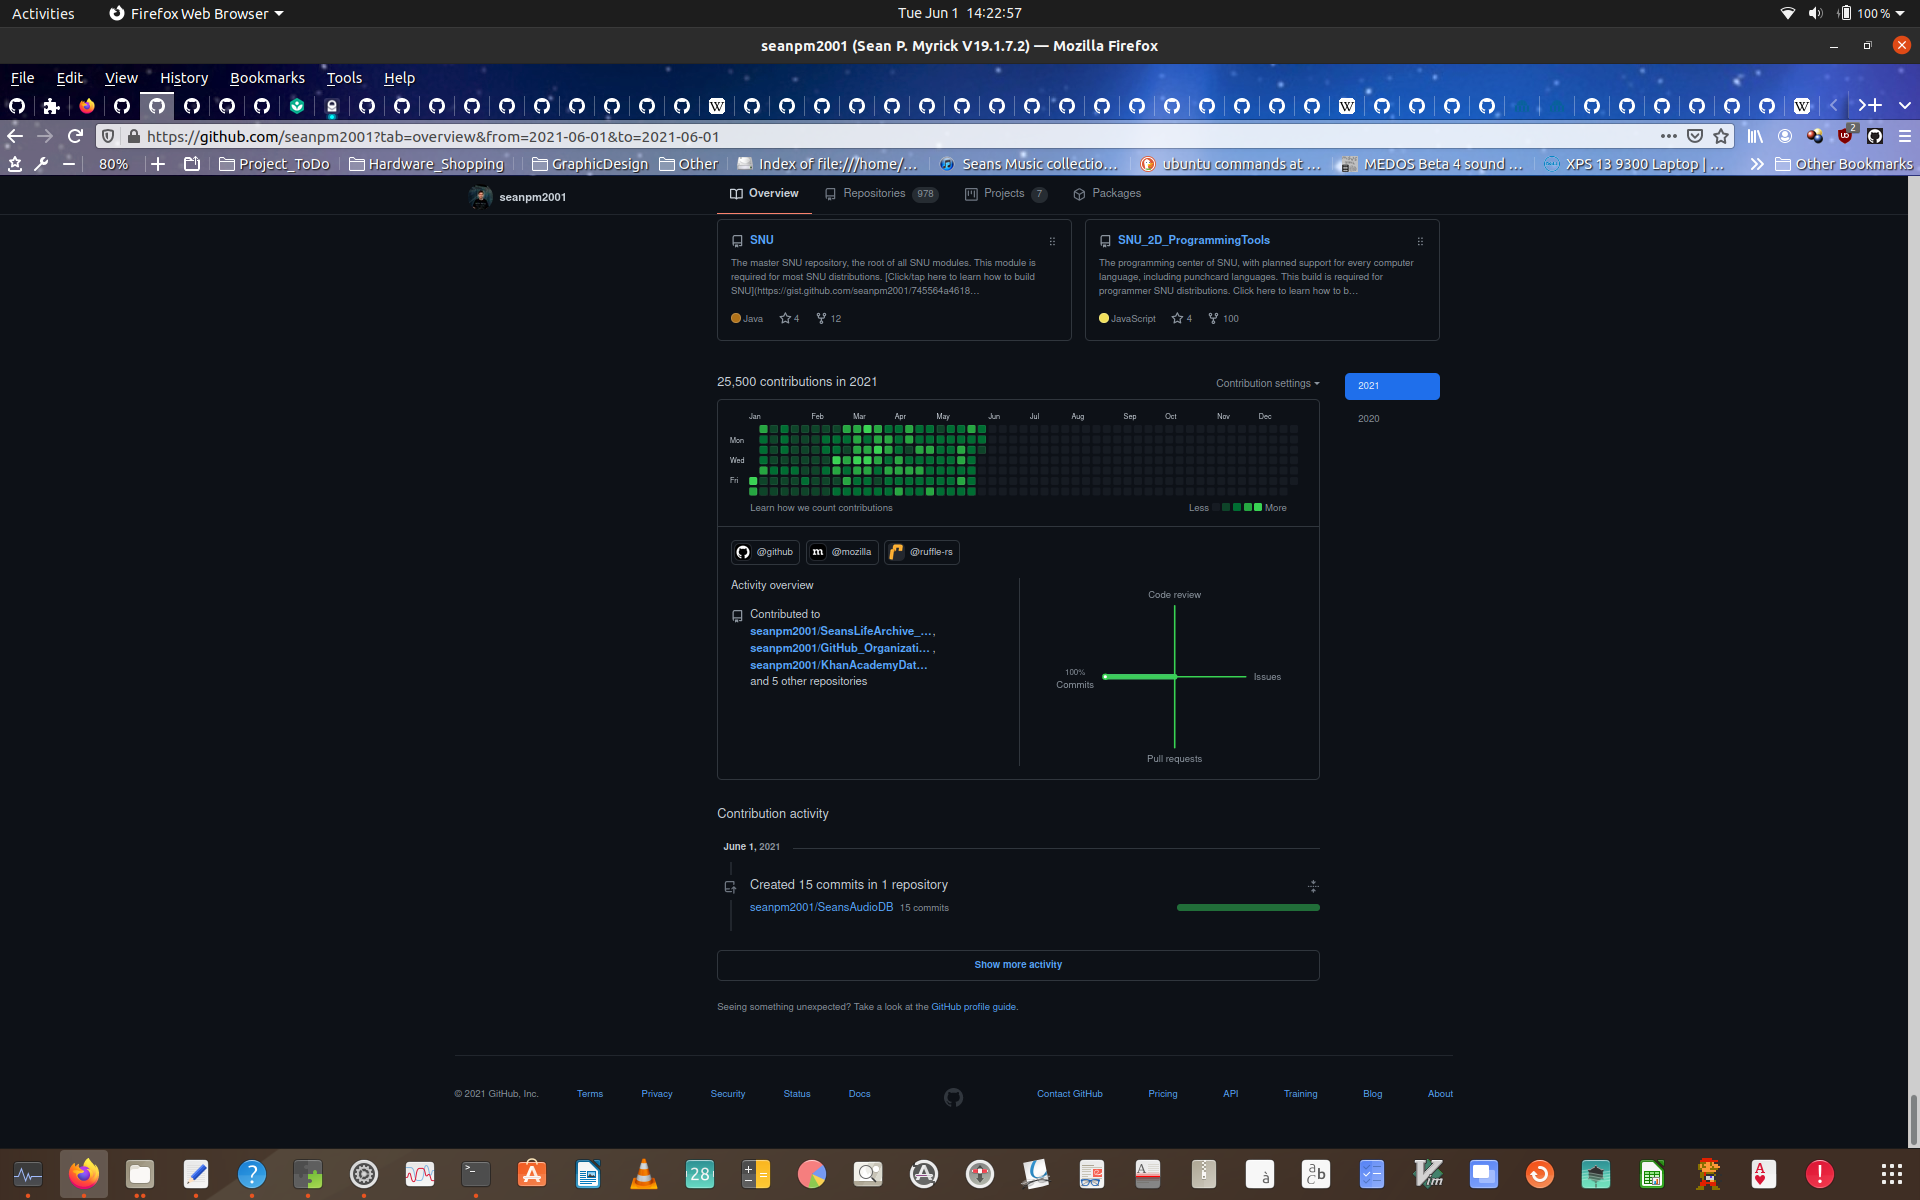 Activities
Firefox Web Browser
Tue Jun 1 14:22:57
100 %
seanpm2001 (Sean P. Myrick V19.1.7.2) — Mozilla Firefox
File Edit View History Bookmarks Tools Help
https://github.com/seanpm2001?tab=overview&from=2021-06-01&to=2021-06-01
2
80%
Project_ToDo
Hardware_Shopping
GraphicDesign
Other
Index of file:///home/...
Seans Music collectio...
ubuntu commands at ...
MEDOS Beta 4 sound ...
XPS 13 9300 Laptop | ...
Other Bookmarks
seanpm2001
Overview
Repositories 978
Projects 7
Packages
SNU
The master SNU repository, the root of all SNU modules. This module is
required for most SNU distributions. [Click/tap here to learn how to build
SNU](https://gist.github.com/seanpm2001/745564a4618...
Java 4 12
SNU_2D_ProgrammingTools
The programming center of SNU, with planned support for every computer
language, including punchcard languages. This build is required for
programmer SNU distributions. Click here to learn how to b...
JavaScript 4 100
25,500 contributions in 2021
Contribution settings
2021
2020
Jan Feb Mar Apr May Jun Jul Aug Sep Oct Nov Dec
Mon
Wed
Fri
Learn how we count contributions
Less
More
@github
@mozilla
@ruffle-rs
Activity overview
Contributed to
seanpm2001/SeansLifeArchive_... ,
seanpm2001/GitHub_Organizati... ,
seanpm2001/KhanAcademyDat...
and 5 other repositories
Code review
100%
Commits
Issues
Pull requests
Contribution activity
June 1, 2021
Created 15 commits in 1 repository
seanpm2001/SeansAudioDB 15 commits
Show more activity
Seeing something unexpected? Take a look at the GitHub profile guide.
© 2021 GitHub, Inc.
Terms
Privacy
Security
Status
Docs
Contact GitHub
Pricing
API
Training
Blog
About
28